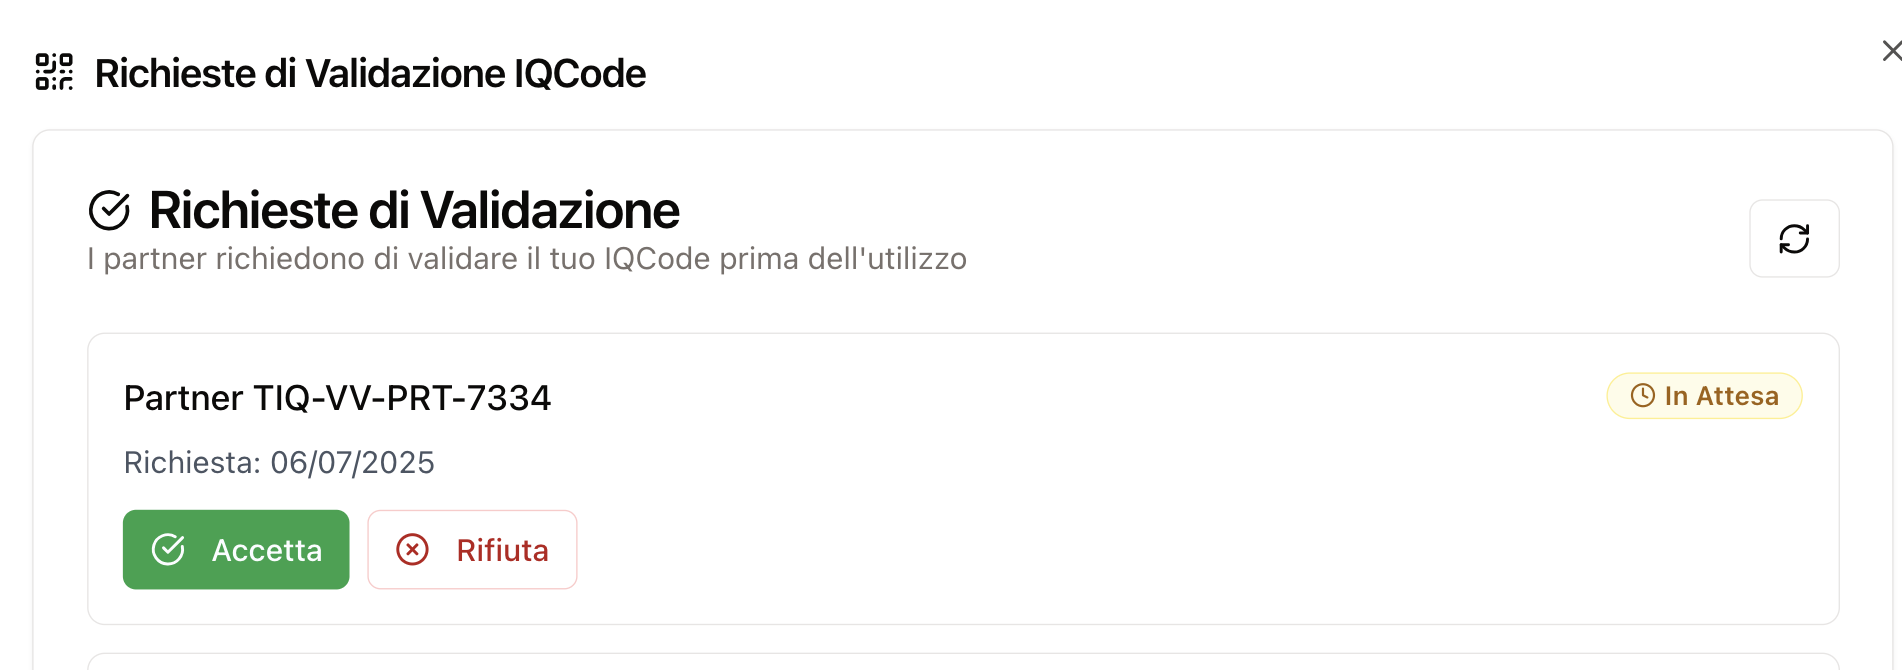 Richieste di Validazione IQCode
Richieste di Validazione
I partner richiedono di validare il tuo IQCode prima dell'utilizzo
Partner TIQ-VV-PRT-7334
In Attesa
Richiesta: 06/07/2025
Accetta
Rifiuta